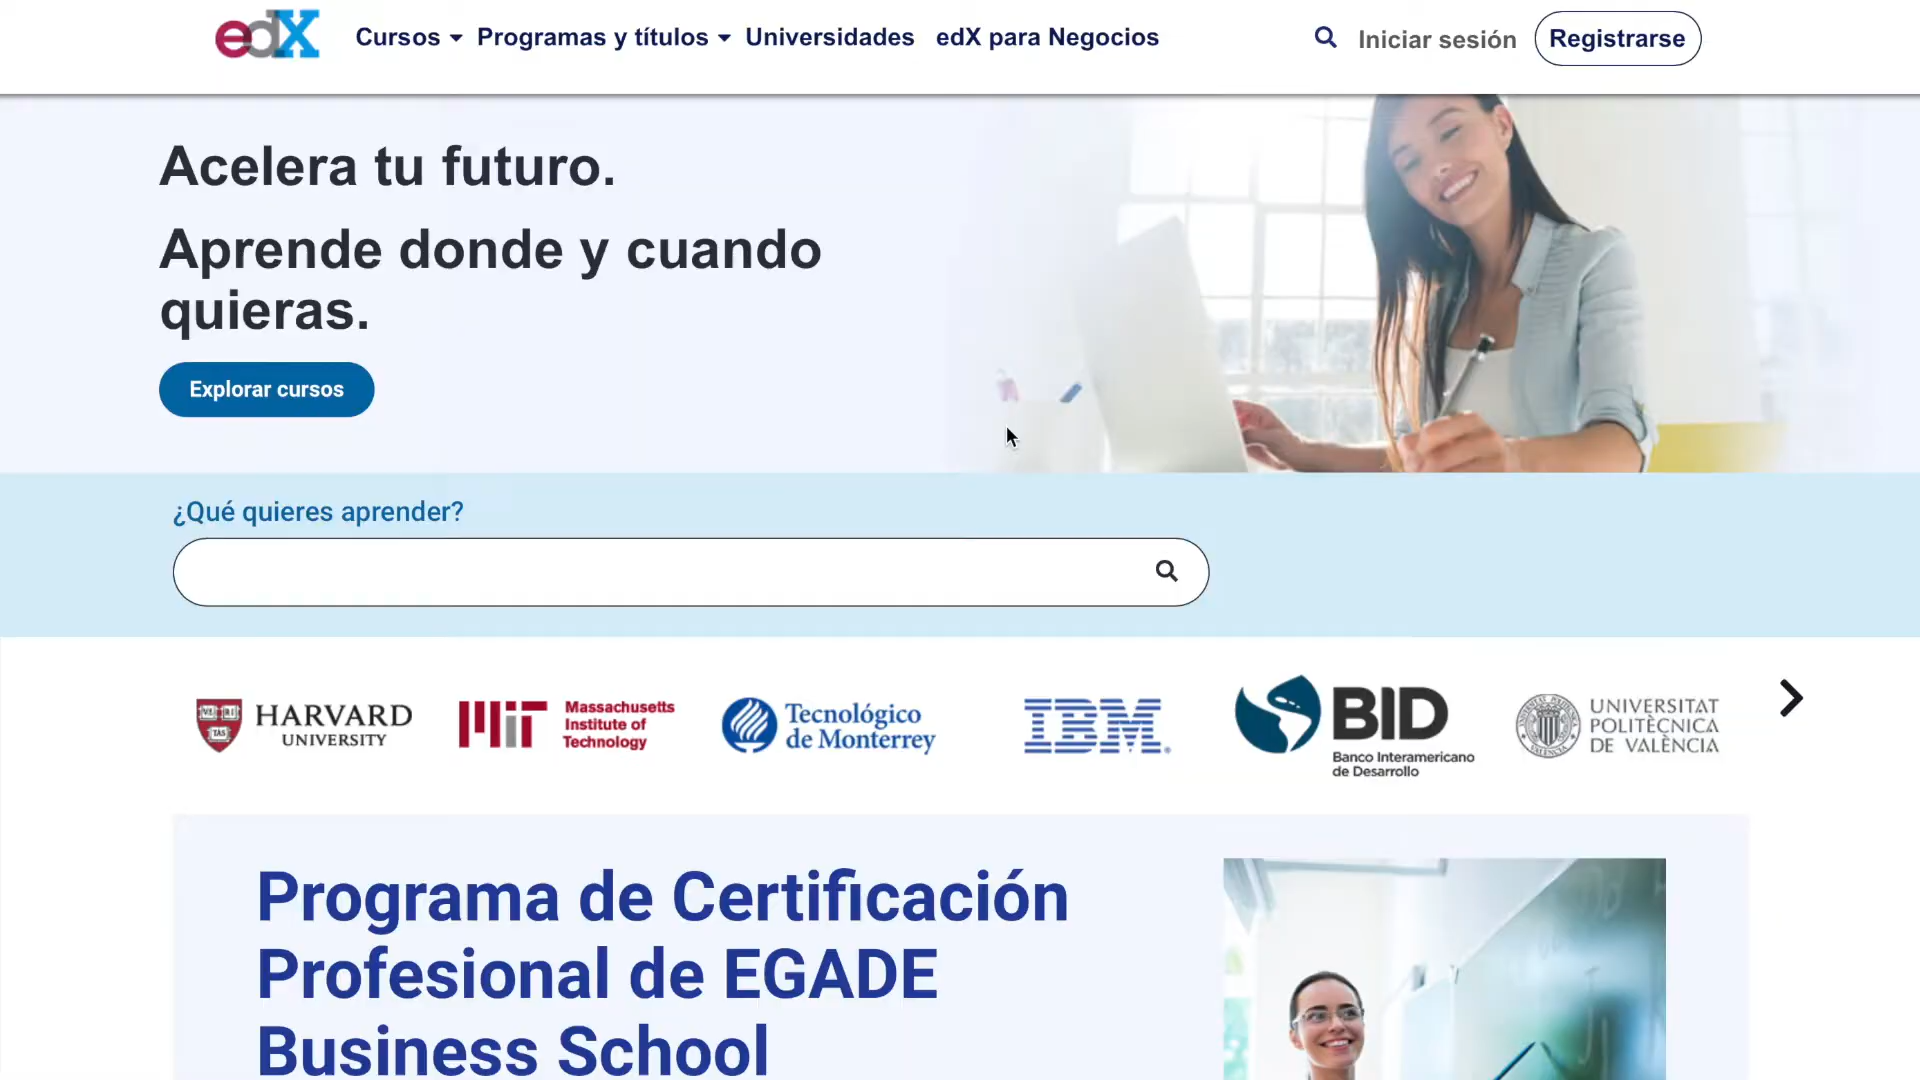 edX
Cursos
Programas y títulos
Universidades
edX para Negocios
Iniciar sesión
Registrarse
Acelera tu futuro.
Aprende donde y cuando
quieras.
Explorar cursos
¿Qué quieres aprender?
HARVARD
UNIVERSITY
MIT
Massachusetts
Institute of
Technology
Tecnológico
de Monterrey
IBM
BID
Banco Interamericano
de Desarrollo
UNIVERSITAT
POLITÈCNICA
DE VALÈNCIA
Programa de Certificación
Profesional de EGADE
Business School